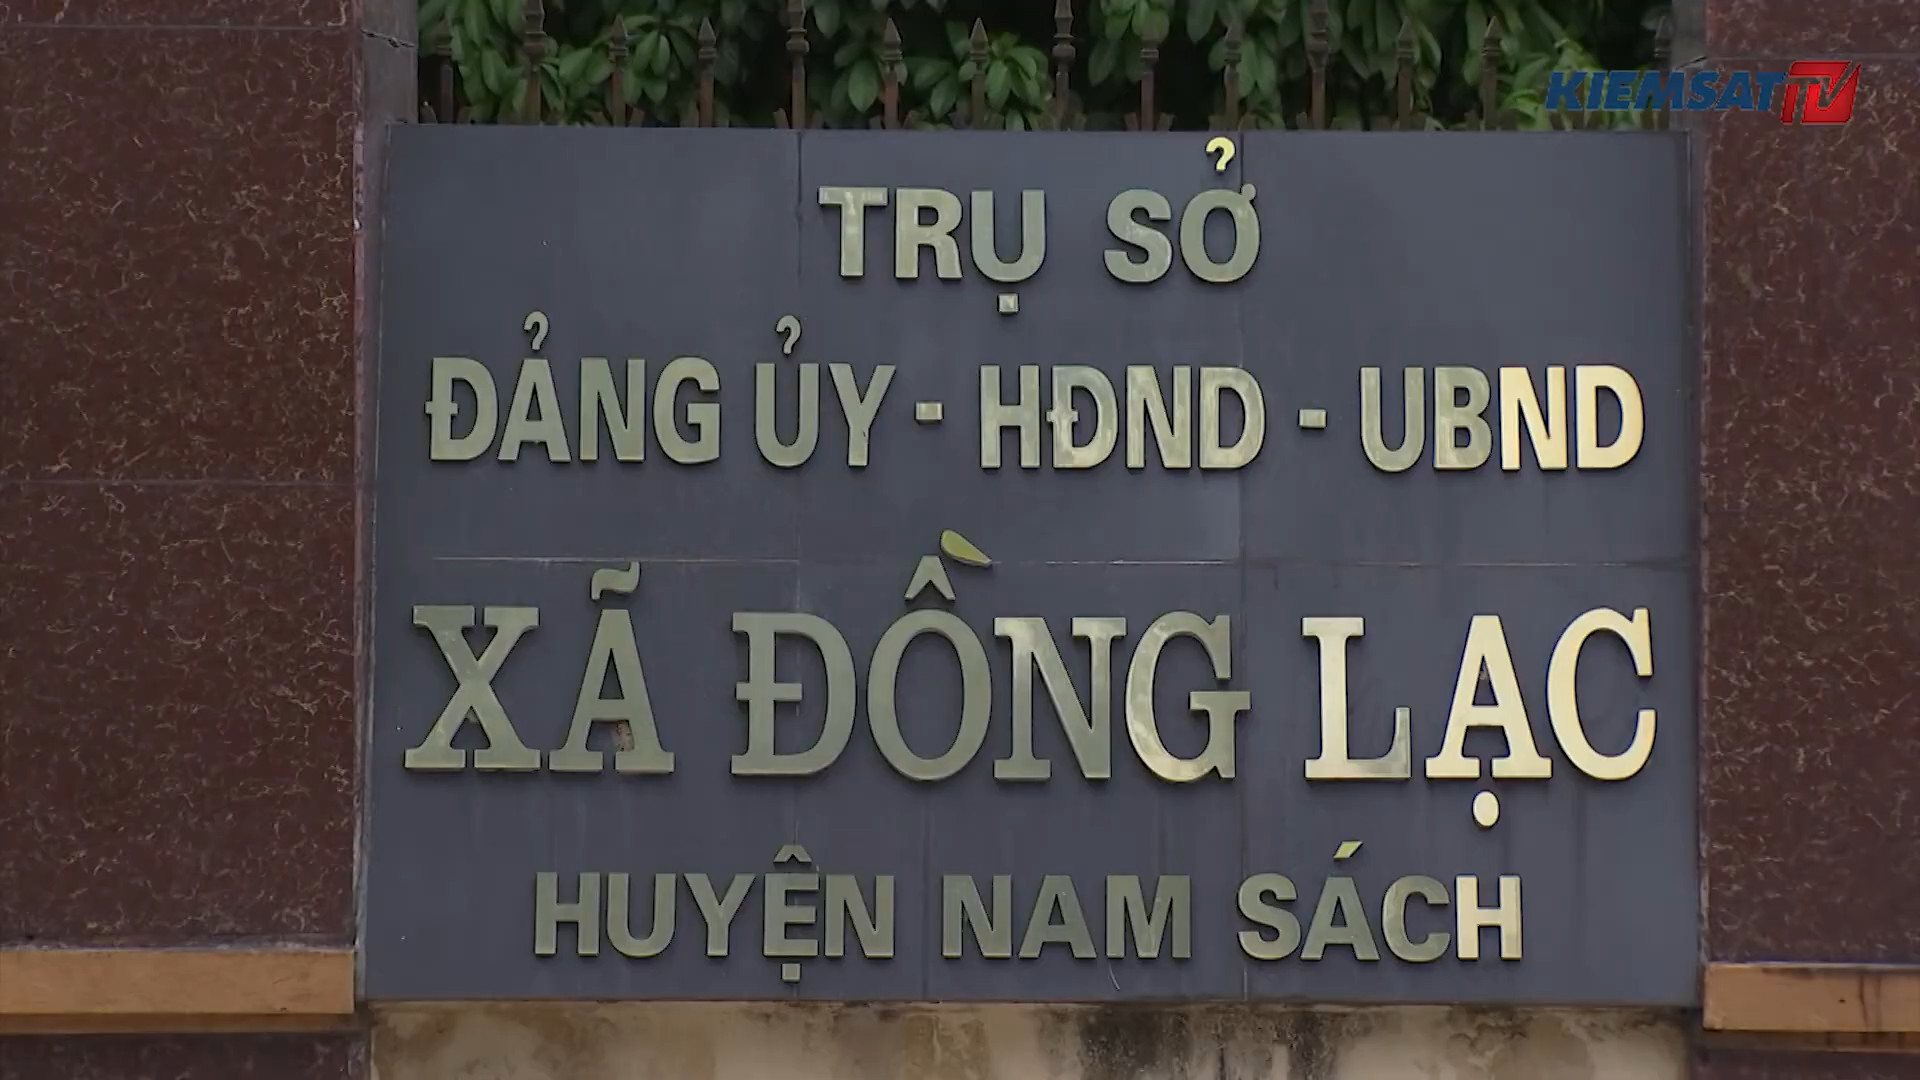 KIEMSAT TV
TRỤ SỞ
ĐẢNG ỦY - HĐND - UBND
XÃ ĐỒNG LẠC
HUYỆN NAM SÁCH